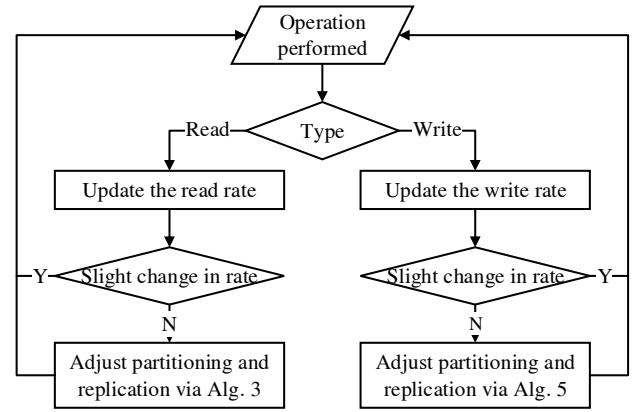 Operation
performed
Type
Read
Write
Update the read rate
Update the write rate
Slight change in rate
Y
Slight change in rate
Y
N
N
Adjust partitioning and
replication via Alg. 3
Adjust partitioning and
replication via Alg. 5